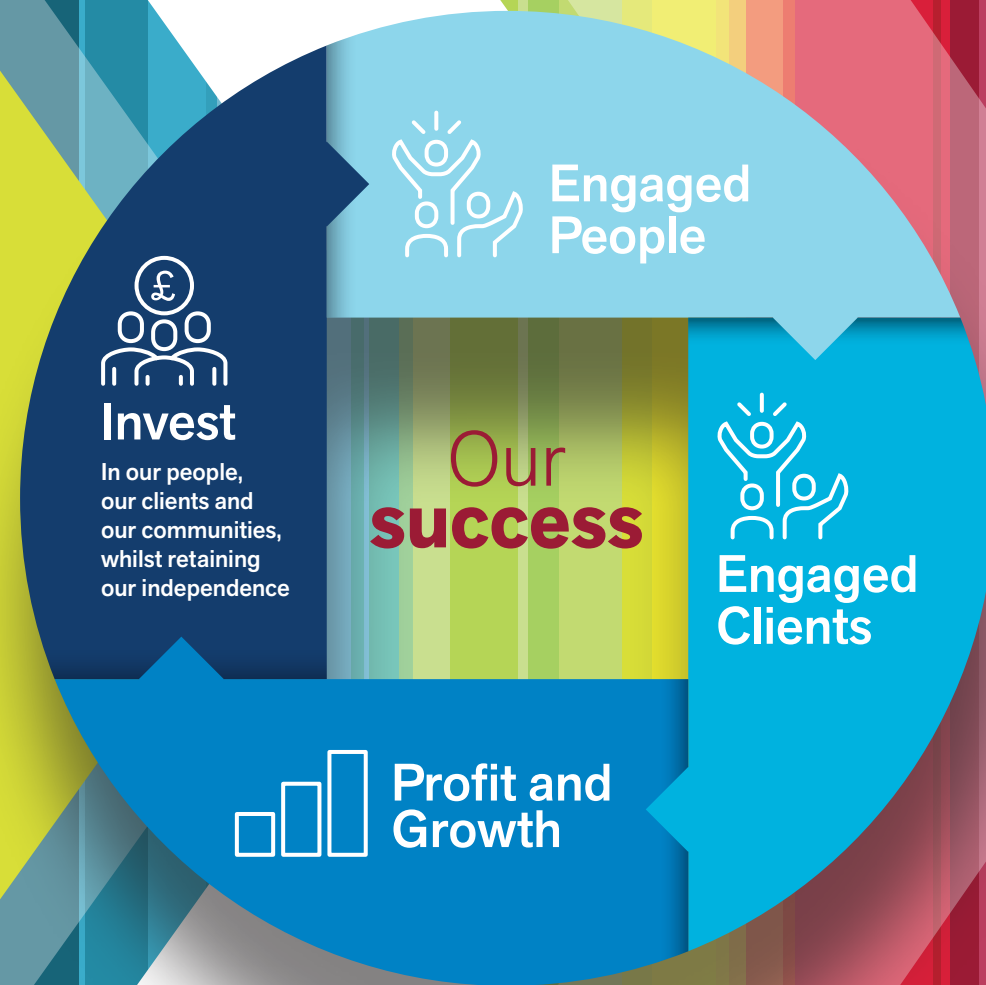 Engaged
People
£
Invest
In our people,
our clients and
our communities,
whilst retaining
our independence
Our
success
Engaged
Clients
Profit and
Growth